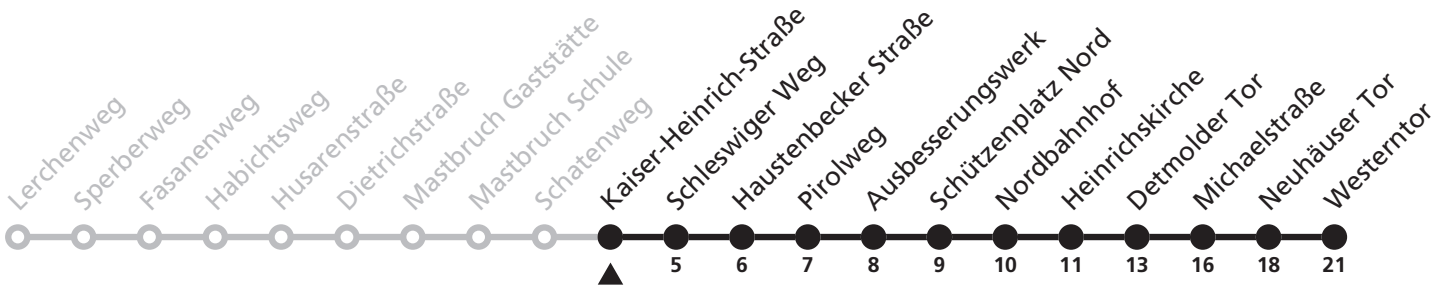 Lerchenweg
Sperberweg
Fasanenweg
Habichtsweg
Husarenstraße
Dietrichstraße
Mastbruch Gaststätte
Mastbruch Schule
Schatenweg
Kaiser-Heinrich-Straße
Schleswiger Weg
Haustenbecker Straße
Pirolweg
Ausbesserungswerk
Schützenplatz Nord
Nordbahnhof
Heinrichskirche
Detmolder Tor
Michaelstraße
Neuhäuser Tor
Westerntor
5 6 7 8 9 10 11 13 16 18 21